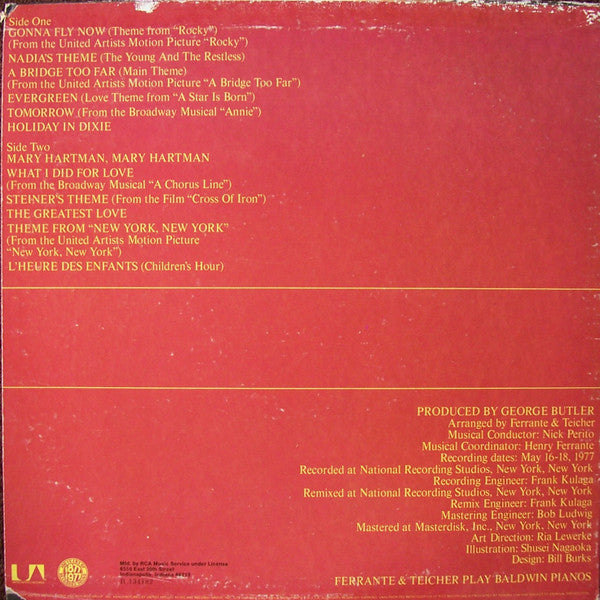 Side One
GONNA FLY NOW (Theme from "Rocky")
(From the United Artists Motion Picture "Rocky")
NADIA'S THEME (The Young And The Restless)
A BRIDGE TOO FAR (Main Theme)
(From the United Artists Motion Picture "A Bridge Too Far")
EVERGREEN (Love Theme from "A Star Is Born")
TOMORROW (From the Broadway Musical "Annie")
HOLIDAY IN DIXIE
Side Two
MARY HARTMAN, MARY HARTMAN
WHAT I DID FOR LOVE
(From the Broadway Musical "A Chorus Line")
STEINER'S THEME (From the Film "Cross Of Iron")
THE GREATEST LOVE
THEME FROM "NEW YORK, NEW YORK"
(From the United Artists Motion Picture
"New York, New York")
L'HEURE DES ENFANTS (Children's Hour)
PRODUCED BY GEORGE BUTLER
Arranged by Ferrante & Teicher
Musical Conductor: Nick Perito
Musical Coordinator: Henry Ferrante
Recording dates: May 16-18, 1977
Recorded at National Recording Studios, New York, New York
Recording Engineer: Frank Kulaga
Remixed at National Recording Studios, New York, New York
Remix Engineer: Frank Kulaga
Mastering Engineer: Bob Ludwig
Mastered at Masterdisk, Inc., New York, New York
Art Direction: Ria Lewerke
Illustration: Shusei Nagaoka
Design: Bill Burks
FERRANTE & TEICHER PLAY BALDWIN PIANOS
1877
1977
Mfd. by RCA Music Service under License
6550 East 30th Street
Indianapolis, Indiana